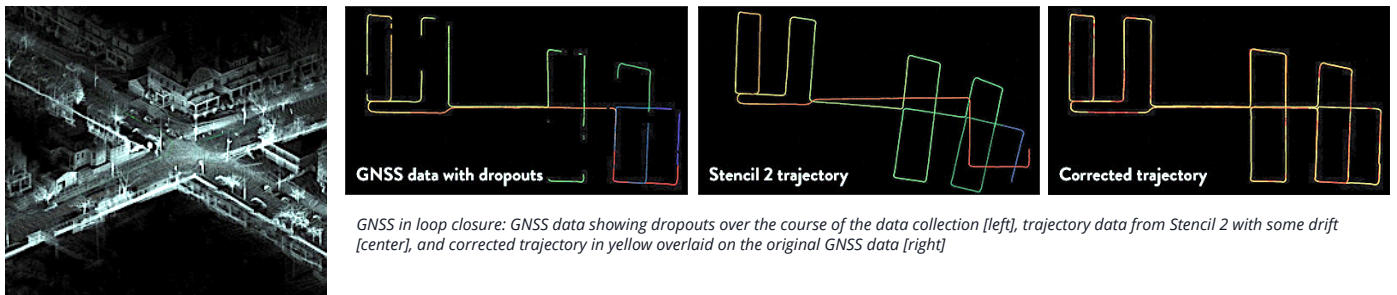 GNSS data with dropouts
Stencil 2 trajectory
Corrected trajectory
GNSS in loop closure: GNSS data showing dropouts over the course of the data collection [left], trajectory data from Stencil 2 with some drift
[center], and corrected trajectory in yellow overlaid on the original GNSS data [right]